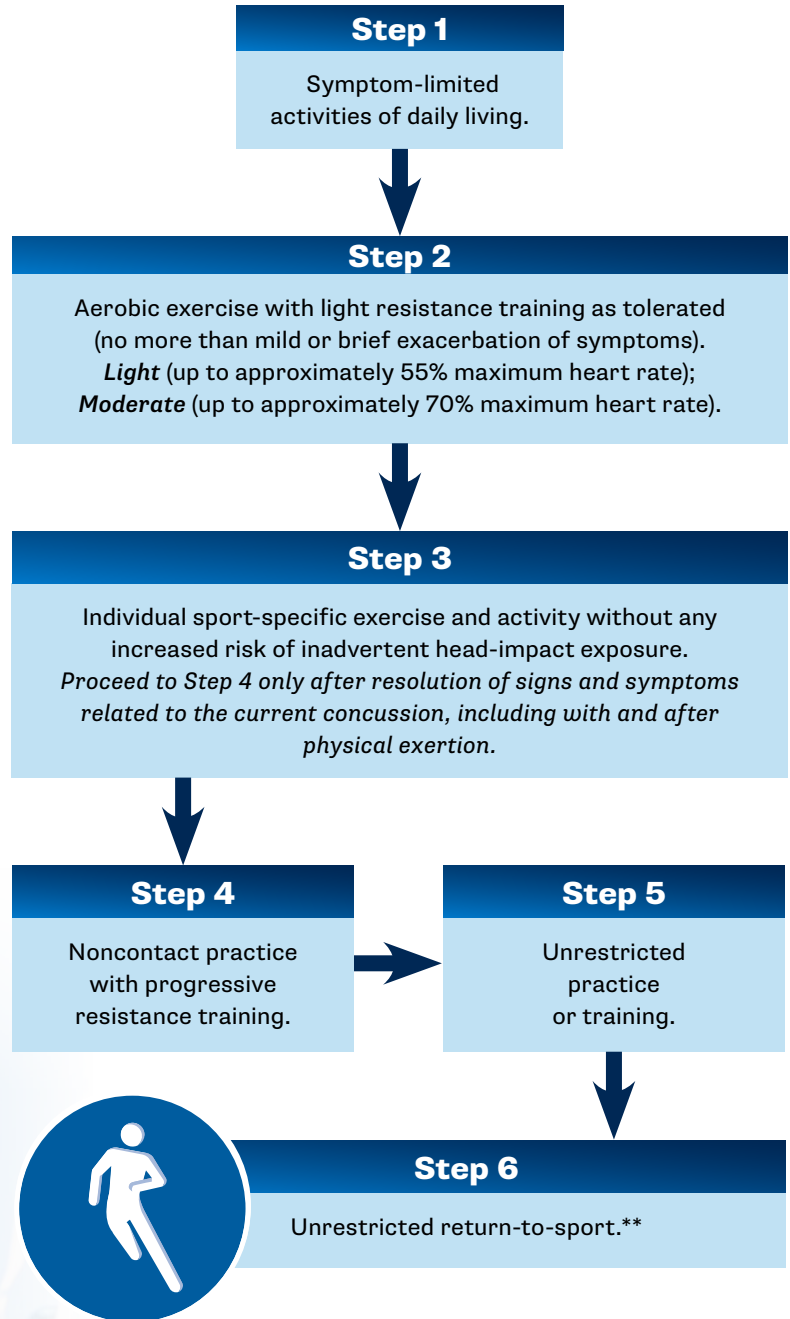 Step 1
Symptom-limited
activities of daily living.
Step 2
Aerobic exercise with light resistance training as tolerated
(no more than mild or brief exacerbation of symptoms).
Light (up to approximately 55% maximum heart rate);
Moderate (up to approximately 70% maximum heart rate).
Step 3
Individual sport-specific exercise and activity without any
increased risk of inadvertent head-impact exposure.
Proceed to Step 4 only after resolution of signs and symptoms
related to the current concussion, including with and after
physical exertion.
Step 4
Noncontact practice
with progressive
resistance training.
Step 5
Unrestricted
practice
or training.
Step 6
Unrestricted return-to-sport.**